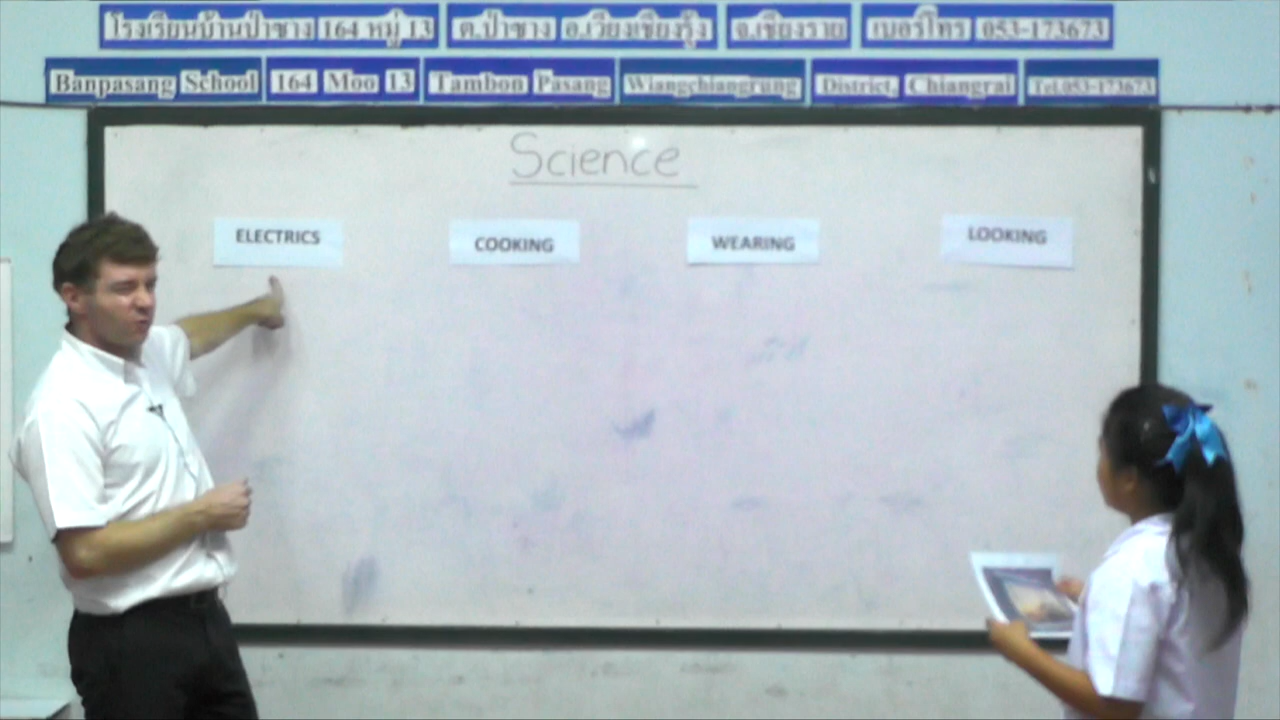 โรงเรียนบ้านป่าซาง 164 หมู่ 13 ต.ป่าซาง อ.เวียงเชียงรุ้ง จ.เชียงราย เบอร์โทร 053-173673
Banpasang School 164 Moo 13 Tambon Pasang Wiangchiangrung District, Chiangrai Tel.053-173673
Science
ELECTRICS COOKING WEARING LOOKING